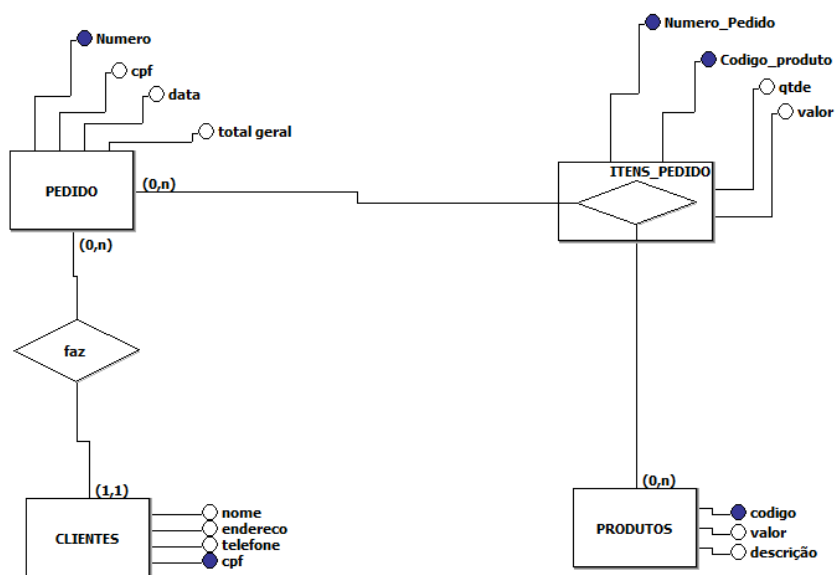 Numero
cpf
data
total geral
PEDIDO
(0,n)
(0,n)
Numero_Pedido
Codigo_produto
qtde
valor
ITENS_PEDIDO
faz
(1,1)
CLIENTES
nome
endereco
telefone
cpf
(0,n)
PRODUTOS
codigo
valor
descrição